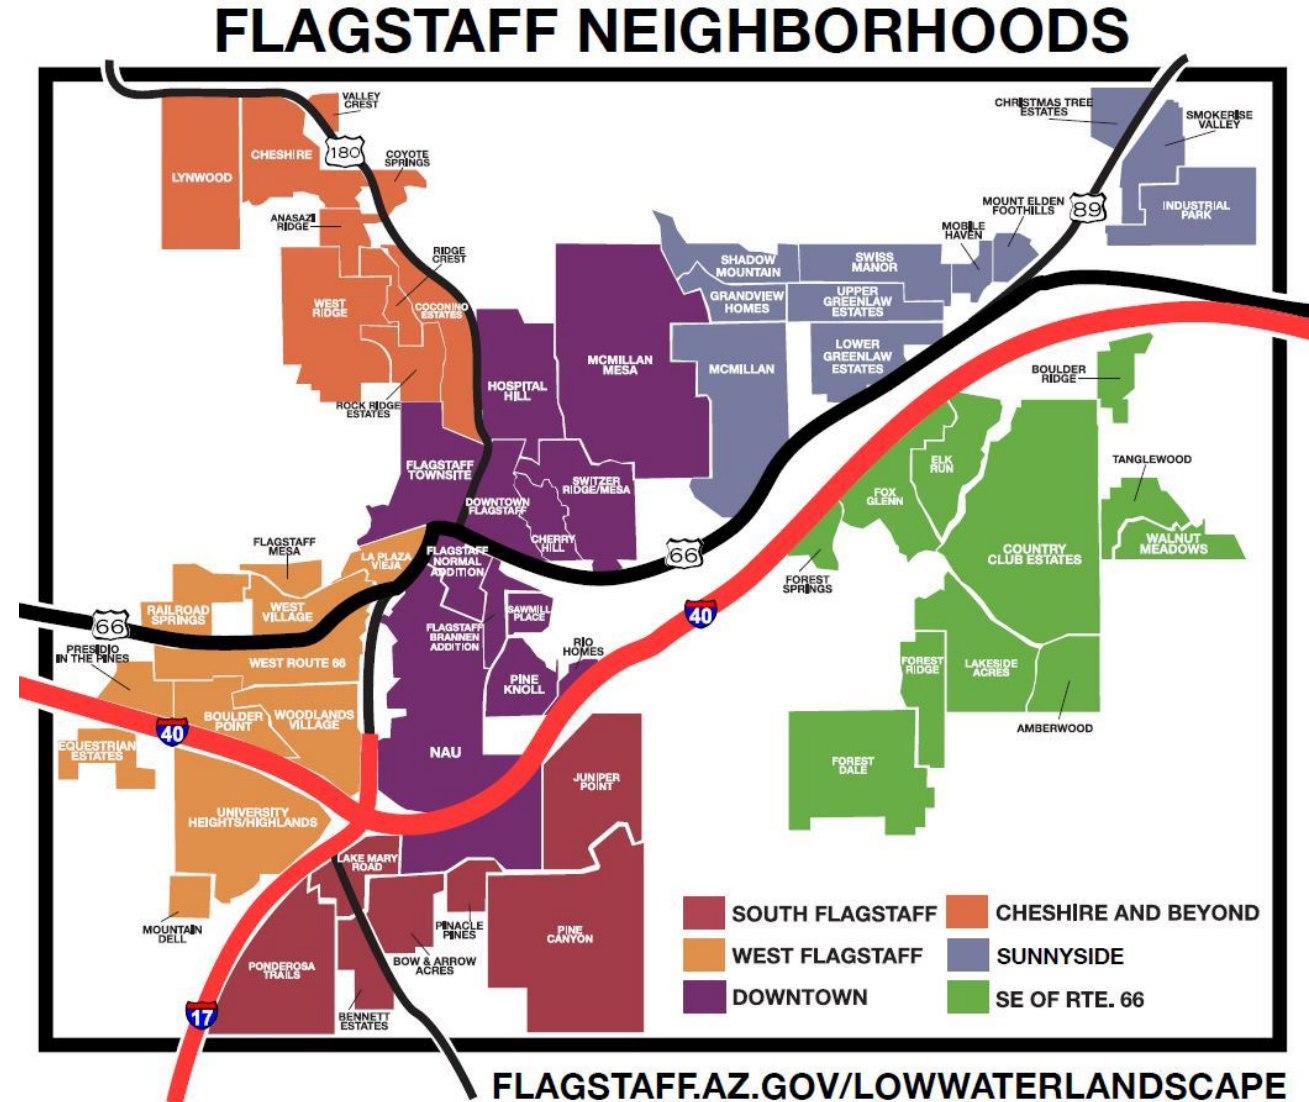 FLAGSTAFF NEIGHBORHOODS
VALLEY
CREST
CHRISTMAS TREE
ESTATES
SMOKERISE
VALLEY
180
CHESHIRE
COYOTE
SPRINGS
LYNWOOD
ANASAZI
RIDGE
MOUNT ELDEN
FOOTHILLS
89
INDUSTRIAL
PARK
MOBILE
HAVEN
RIDGE
CREST
SHADOW
MOUNTAIN
SWISS
MANOR
WEST
RIDGE
COCONINO
ESTATES
GRANDVIEW
HOMES
UPPER
GREENLAW
ESTATES
LOWER
GREENLAW
ESTATES
MCMILLAN
MESA
MCMILLAN
HOSPITAL
HILL
BOULDER
RIDGE
ROCK RIDGE
ESTATES
FLAGSTAFF
TOWNSITE
ELK
RUN
TANGLEWOOD
SWITZER
RIDGE/MESA
FOX
GLENN
DOWNTOWN
FLAGSTAFF
CHERRY
HILL
WALNUT
MEADOWS
COUNTRY
CLUB ESTATES
FLAGSTAFF
MESA
LA PLAZA
VIEJA
FLAGSTAFF
NORMAL
ADDITION
66
FOREST
SPRINGS
RAILROAD
SPRINGS
WEST
VILLAGE
SAWMILL
PLACE
40
66
FLAGSTAFF
BRANNEN
ADDITION
PRESIDIO
IN THE PINES
WEST ROUTE 66
RIO
HOMES
FOREST
RIDGE
LAKESIDE
ACRES
PINE
KNOLL
BOULDER
POINT
WOODLANDS
VILLAGE
AMBERWOOD
40
EQUESTRIAN
ESTATES
NAU
FOREST
DALE
JUNIPER
POINT
UNIVERSITY
HEIGHTS/HIGHLANDS
LAKE MARY
ROAD
MOUNTAIN
DELL
PINACLE
PINES
PINE
CANYON
BOW & ARROW
ACRES
PONDEROSA
TRAILS
17
BENNETT
ESTATES
SOUTH FLAGSTAFF
WEST FLAGSTAFF
DOWNTOWN
CHESHIRE AND BEYOND
SUNNYSIDE
SE OF RTE. 66
FLAGSTAFF.AZ.GOV/LOWWATERLANDSCAPE